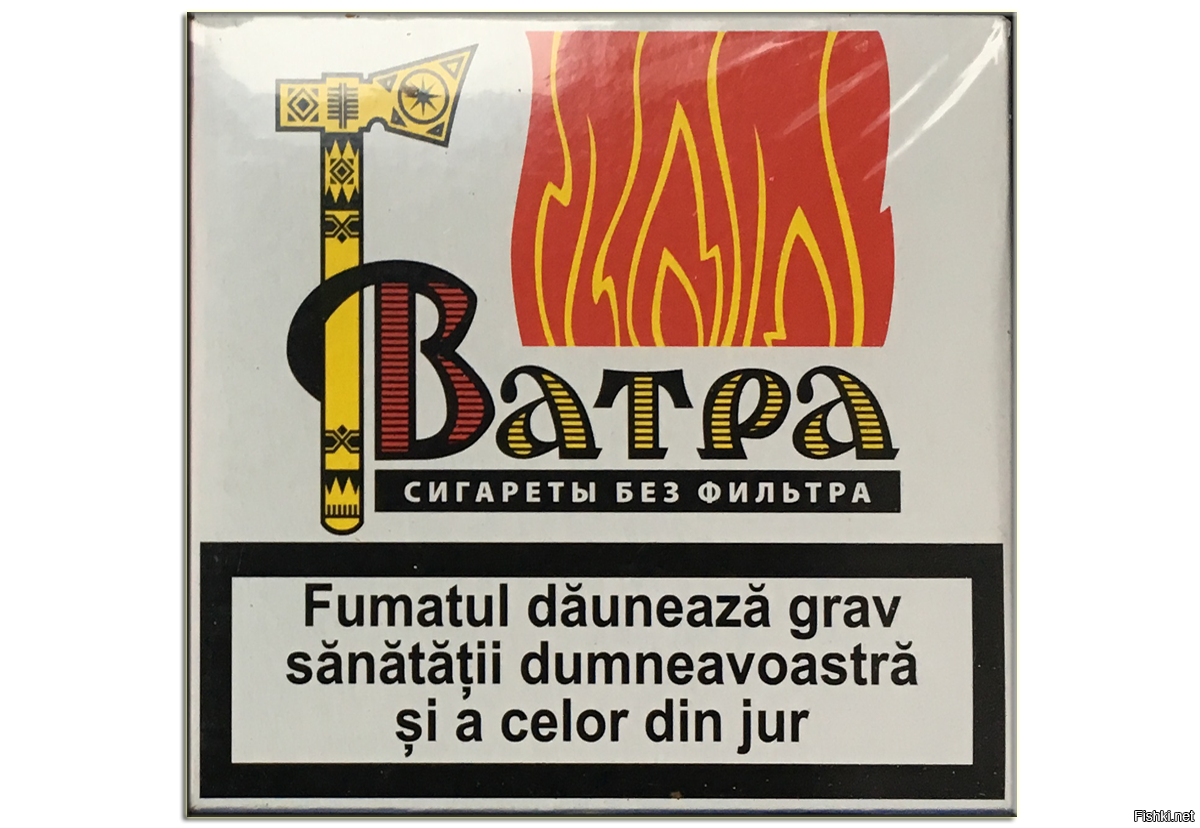 Ватра
СИГАРЕТЫ БЕЗ ФИЛЬТРА
Fumatul dăunează grav
sănătății dumneavoastră
și a celor din jur
Fishki.net